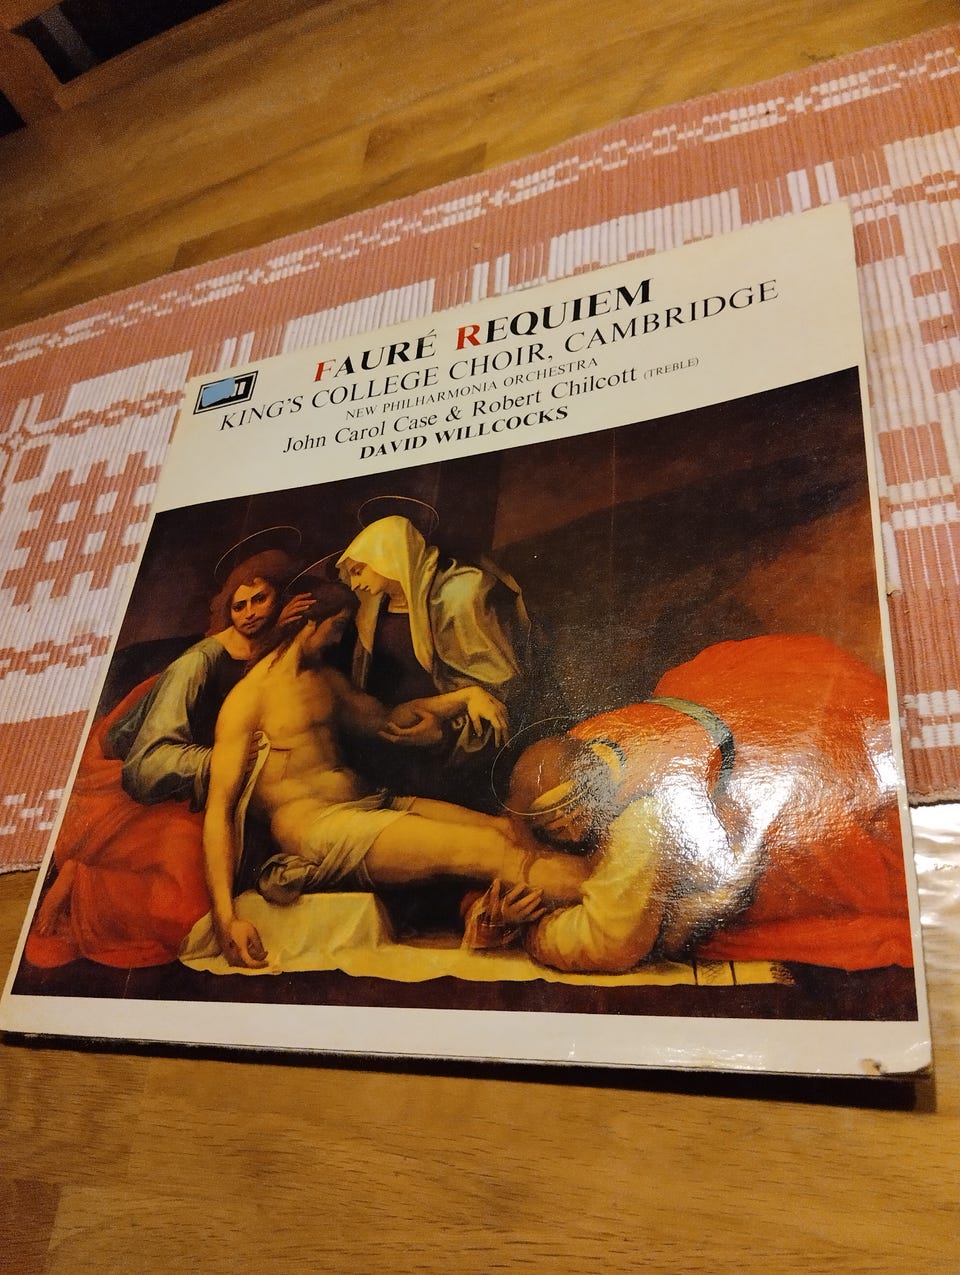 FAURÉ REQUIEM
KING'S COLLEGE CHOIR, CAMBRIDGE
NEW PHILHARMONIA ORCHESTRA
John Carol Case & Robert Chilcott (TREBLE)
DAVID WILLCOCKS